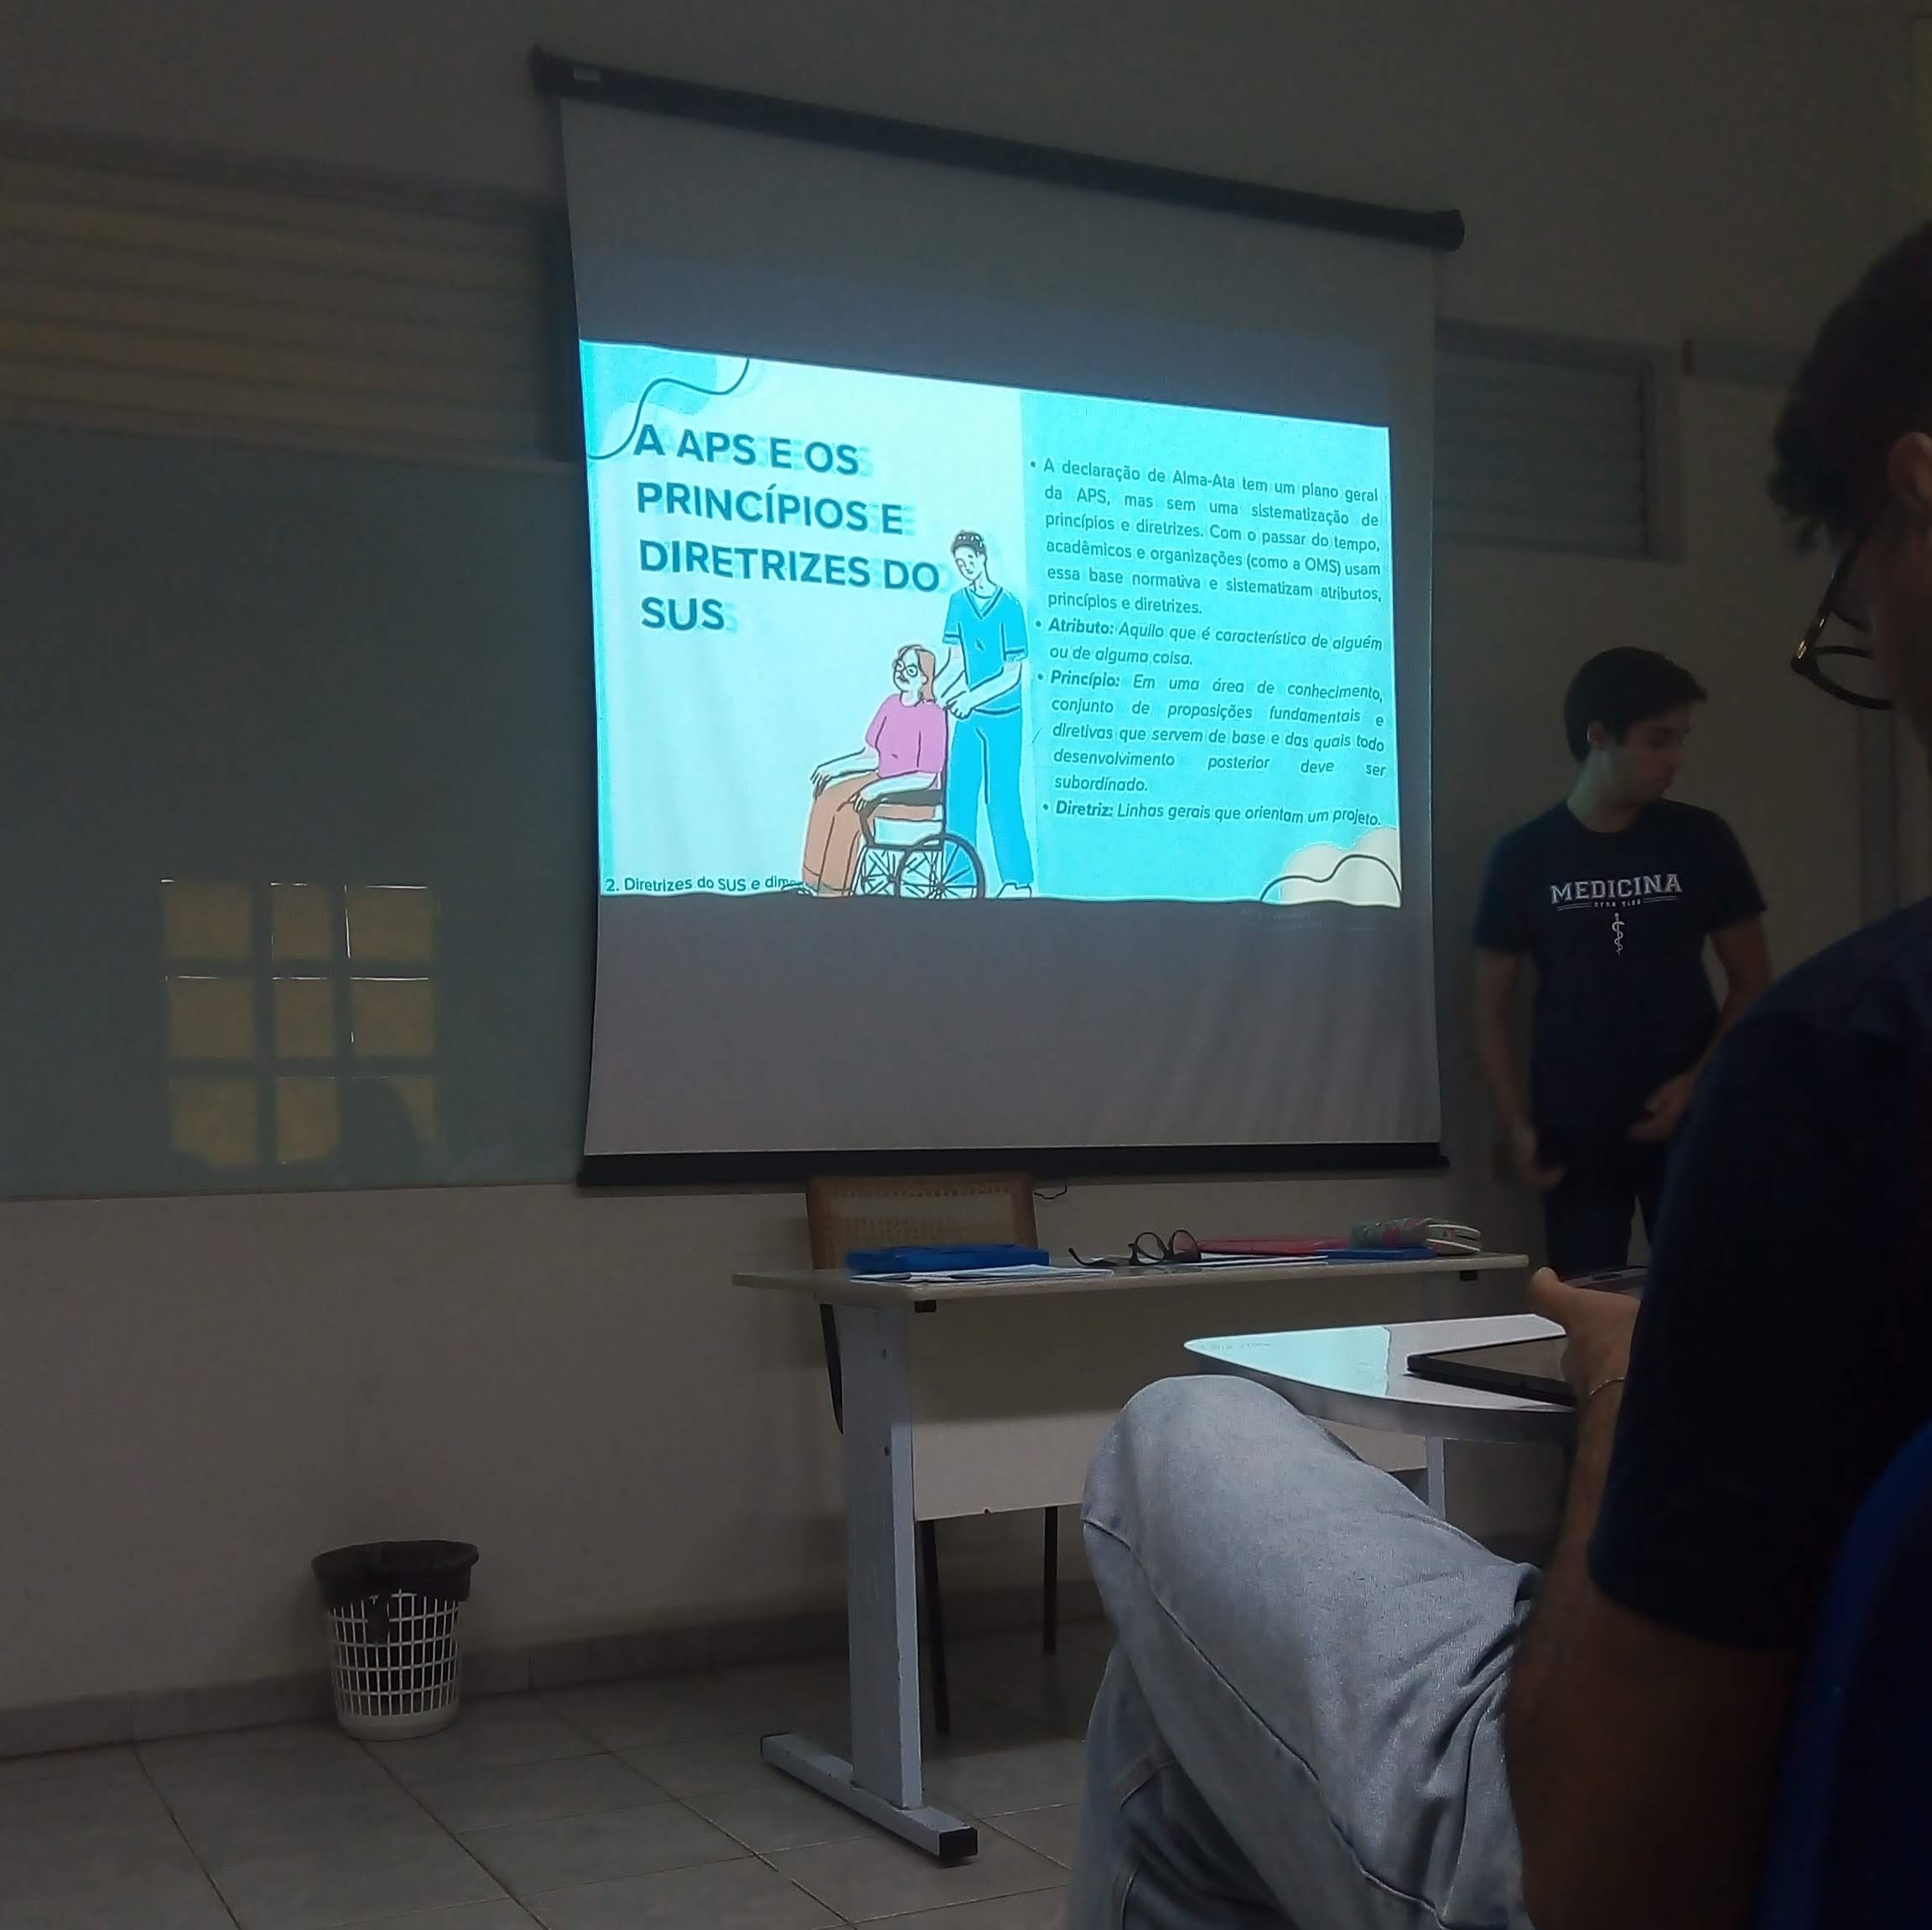 A APS E OS
PRINCÍPIOS E
DIRETRIZES DO
SUS
2. Diretrizes do SUS e dim
• A declaração de Alma-Ata tem um plano geral
da APS, mas sem uma sistematização de
princípios e diretrizes. Com o passar do tempo,
acadêmicos e organizações (como a OMS) usam
essa base normativa e sistematizam atributos,
princípios e diretrizes.
• Atributo: Aquilo que é característica de alguém
ou de alguma coisa.
• Princípio: Em uma área de conhecimento,
conjunto de proposições fundamentais e
diretivas que servem de base e das quais todo
desenvolvimento posterior deve ser
subordinado.
• Diretriz: Linhas gerais que orientam um projeto.
MEDICINA